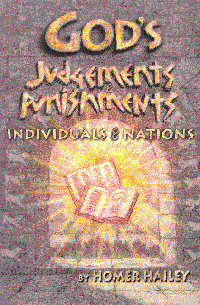 GOD'S
JUDGEMENTS
PUNISHMENTS
INDIVIDUALS & NATIONS
BY HOMER HAILEY